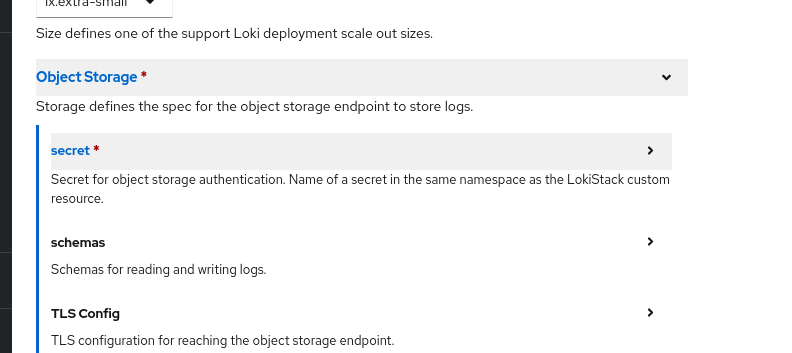 1x.extra-small
Size defines one of the support Loki deployment scale out sizes.
Object Storage *
Storage defines the spec for the object storage endpoint to store logs.
secret *
Secret for object storage authentication. Name of a secret in the same namespace as the LokiStack custom
resource.
schemas
Schemas for reading and writing logs.
TLS Config
TLS configuration for reaching the object storage endpoint.